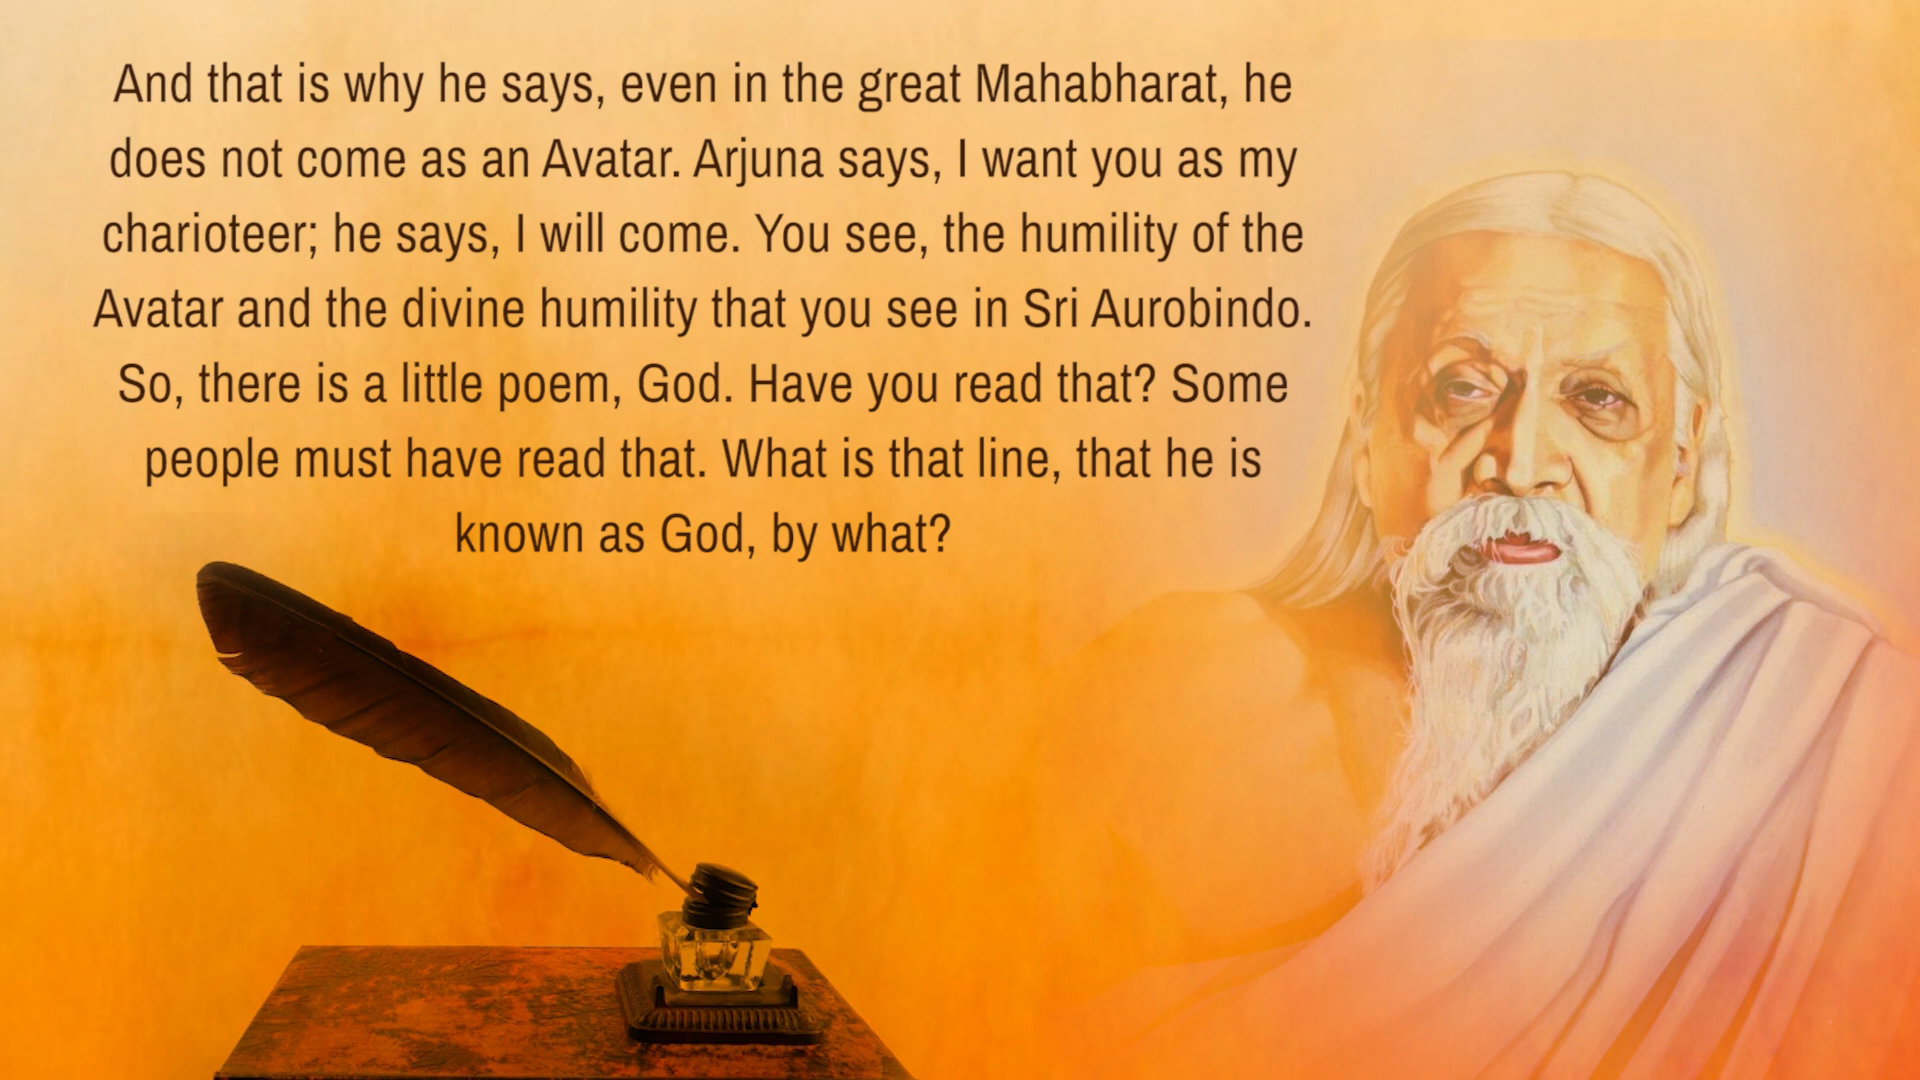 And that is why he says, even in the great Mahabharat, he
does not come as an Avatar. Arjuna says, I want you as my
charioteer; he says, I will come. You see, the humility of the
Avatar and the divine humility that you see in Sri Aurobindo.
So, there is a little poem, God. Have you read that? Some
people must have read that. What is that line, that he is
known as God, by what?